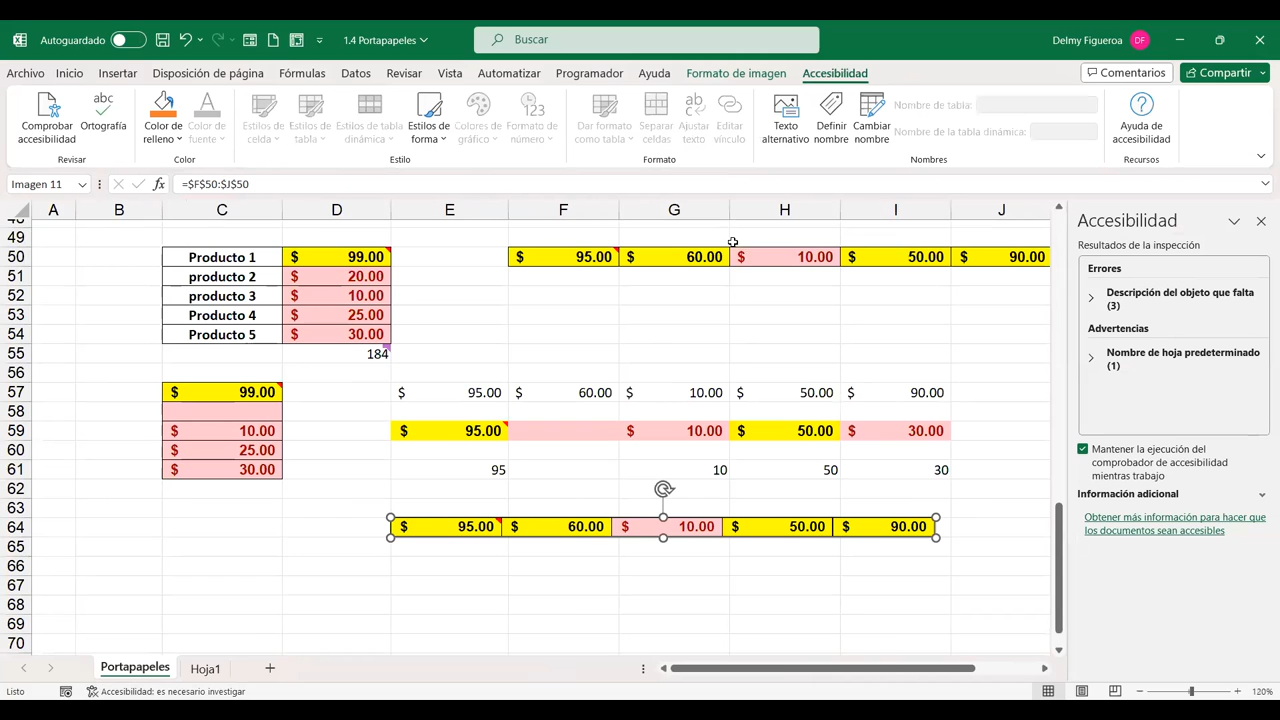 Autoguardado 1.4 Portapapeles Buscar Delmy Figueroa DF
Archivo Inicio Insertar Disposición de página Fórmulas Datos Revisar Vista Automatizar Programador Ayuda Formato de imagen Accesibilidad Comentarios Compartir
Comprobar accesibilidad
abc Ortografía
Revisar
Color de relleno
Color de fuente
Color
Estilos de celda
Estilos de tabla
Estilos de tabla dinámica
Estilos de forma
Colores de gráfico
123 Formato de número
Estilo
Dar formato como tabla
Separar celdas
ab Ajustar texto
Editar vínculo
Formato
Texto alternativo
Definir nombre
Cambiar nombre
Nombre de tabla:
Nombre de la tabla dinámica:
Nombres
Ayuda de accesibilidad
Recursos
Imagen 11 fx =$F$50:$J$50
A B C D E F G H I J
49
50 Producto 1 $ 99.00 $ 95.00 $ 60.00 $ 10.00 $ 50.00 $ 90.00
51 producto 2 $ 20.00
52 producto 3 $ 10.00
53 Producto 4 $ 25.00
54 Producto 5 $ 30.00
55 184
56
57 $ 99.00 $ 95.00 $ 60.00 $ 10.00 $ 50.00 $ 90.00
58
59 $ 10.00 $ 95.00 $ 10.00 $ 50.00 $ 30.00
60 $ 25.00
61 $ 30.00 95 10 50 30
62
63
64 $ 95.00 $ 60.00 $ 10.00 $ 50.00 $ 90.00
65
66
67
68
69
70
Accesibilidad
Resultados de la inspección
Errores
Descripción del objeto que falta
(3)
Advertencias
Nombre de hoja predeterminado
(1)
Mantener la ejecución del
comprobador de accesibilidad
mientras trabajo
Información adicional
Obtener más información para hacer que
los documentos sean accesibles
Portapapeles Hoja1
Listo Accesibilidad: es necesario investigar 120%